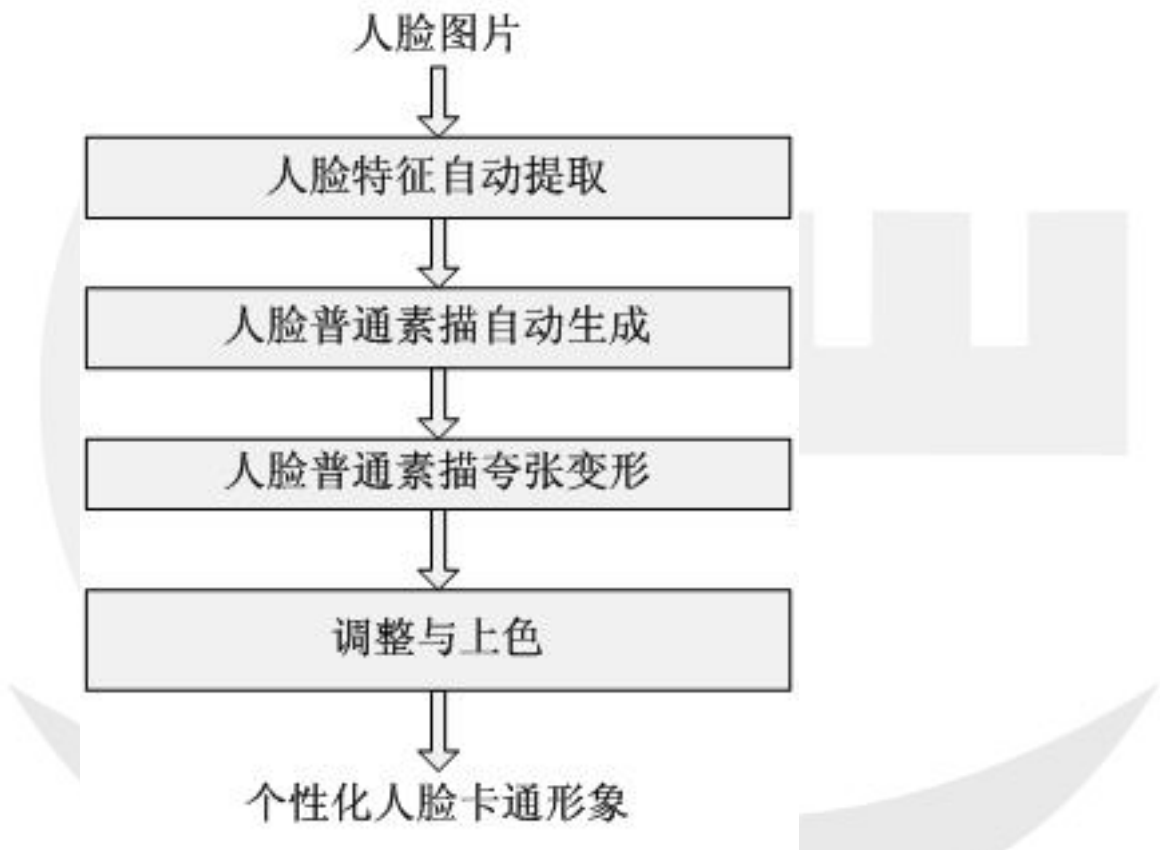 人脸图片
人脸特征自动提取
人脸普通素描自动生成
人脸普通素描夸张变形
调整与上色
个性化人脸卡通形象